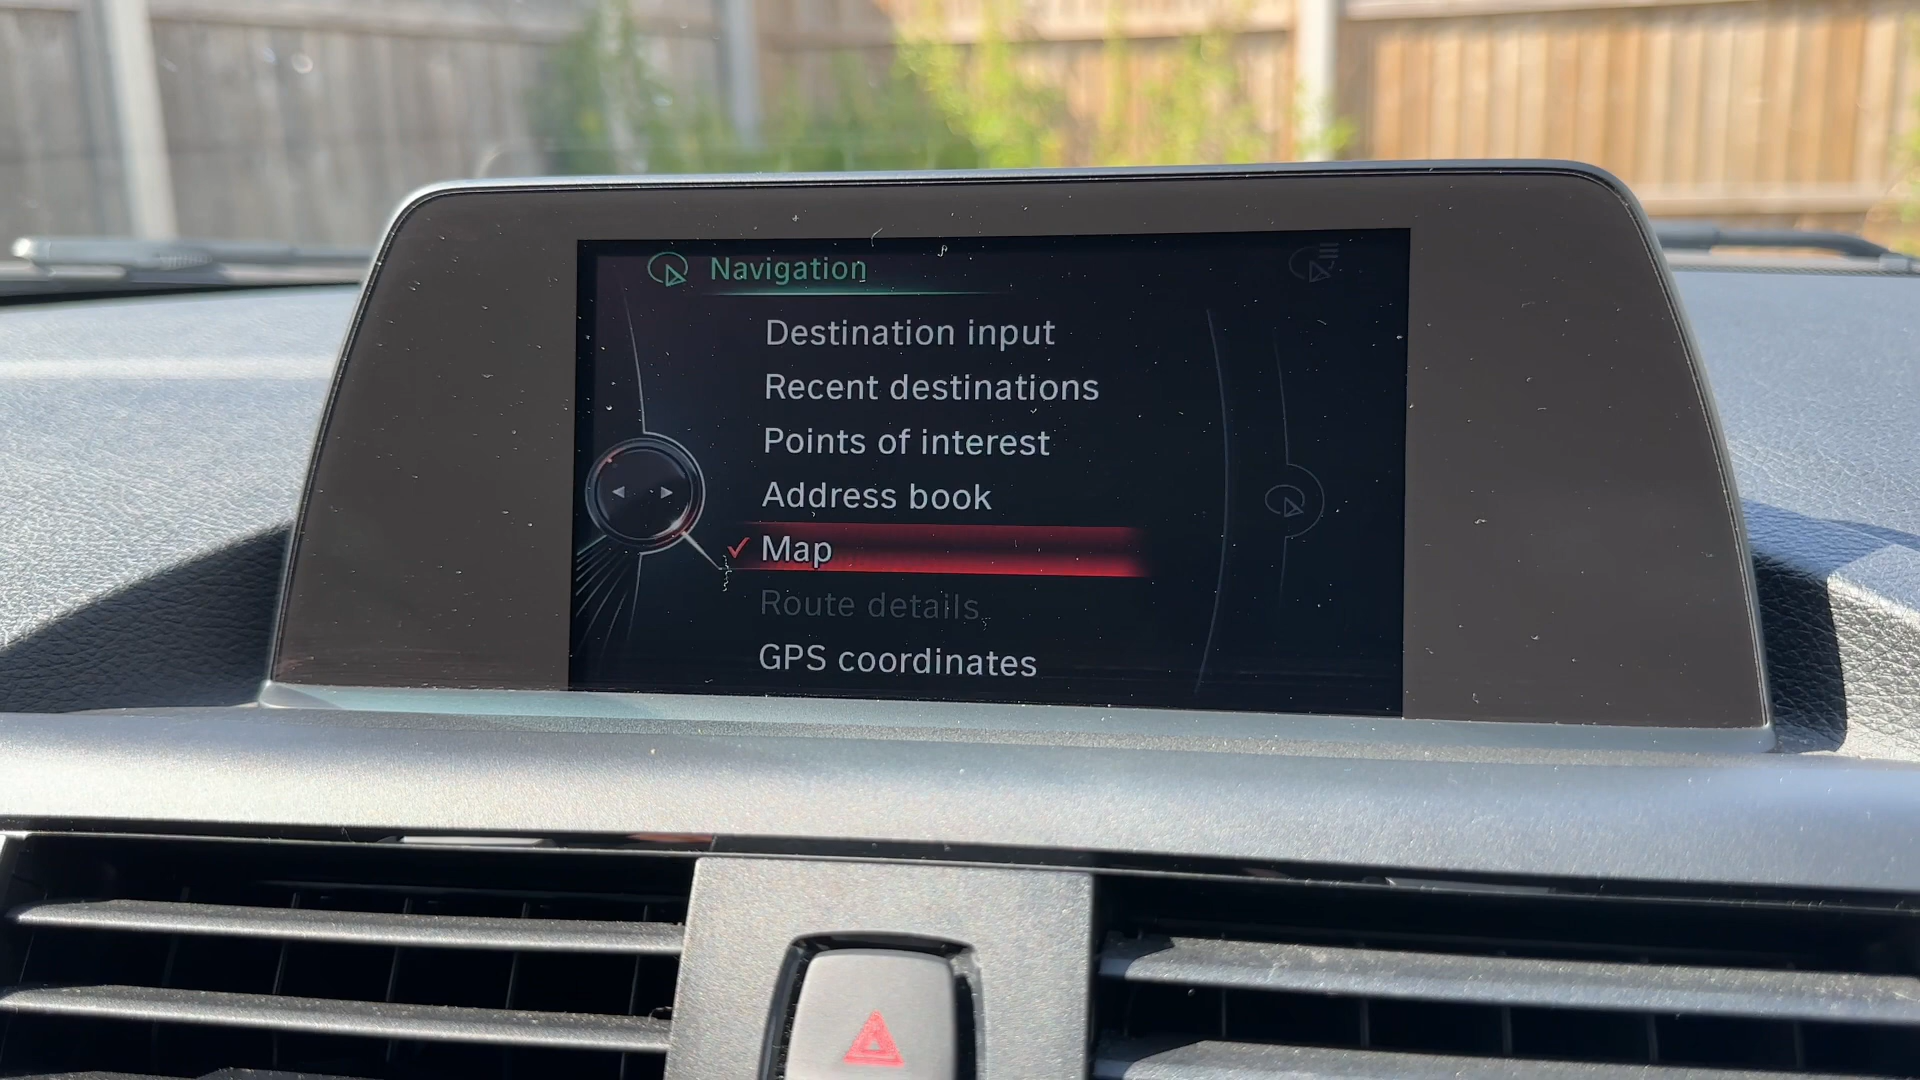 Navigation
Destination input
Recent destinations
Points of interest
Address book
Map
Route details
GPS coordinates